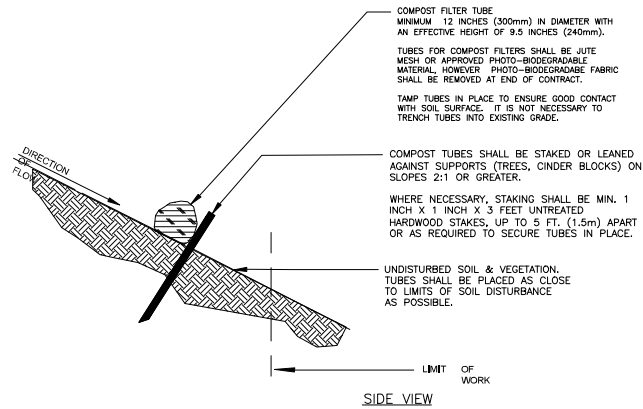 COMPOST FILTER TUBE
MINIMUM 12 INCHES (300mm) IN DIAMETER WITH
AN EFFECTIVE HEIGHT OF 9.5 INCHES (240mm).
TUBES FOR COMPOST FILTERS SHALL BE JUTE
MESH OR APPROVED PHOTO-BIODEGRADABLE
MATERIAL, HOWEVER PHOTO-BIODEGRADABE FABRIC
SHALL BE REMOVED AT END OF CONTRACT.
TAMP TUBES IN PLACE TO ENSURE GOOD CONTACT
WITH SOIL SURFACE. IT IS NOT NECESSARY TO
TRENCH TUBES INTO EXISTING GRADE.
DIRECTION
OF
FLOW
COMPOST TUBES SHALL BE STAKED OR LEANED
AGAINST SUPPORTS (TREES, CINDER BLOCKS) ON
SLOPES 2:1 OR GREATER.
WHERE NECESSARY, STAKING SHALL BE MIN. 1
INCH X 1 INCH X 3 FEET UNTREATED
HARDWOOD STAKES, UP TO 5 FT. (1.5m) APART
OR AS REQUIRED TO SECURE TUBES IN PLACE.
UNDISTURBED SOIL & VEGETATION.
TUBES SHALL BE PLACED AS CLOSE
TO LIMITS OF SOIL DISTURBANCE
AS POSSIBLE.
LIMIT OF
WORK
SIDE VIEW